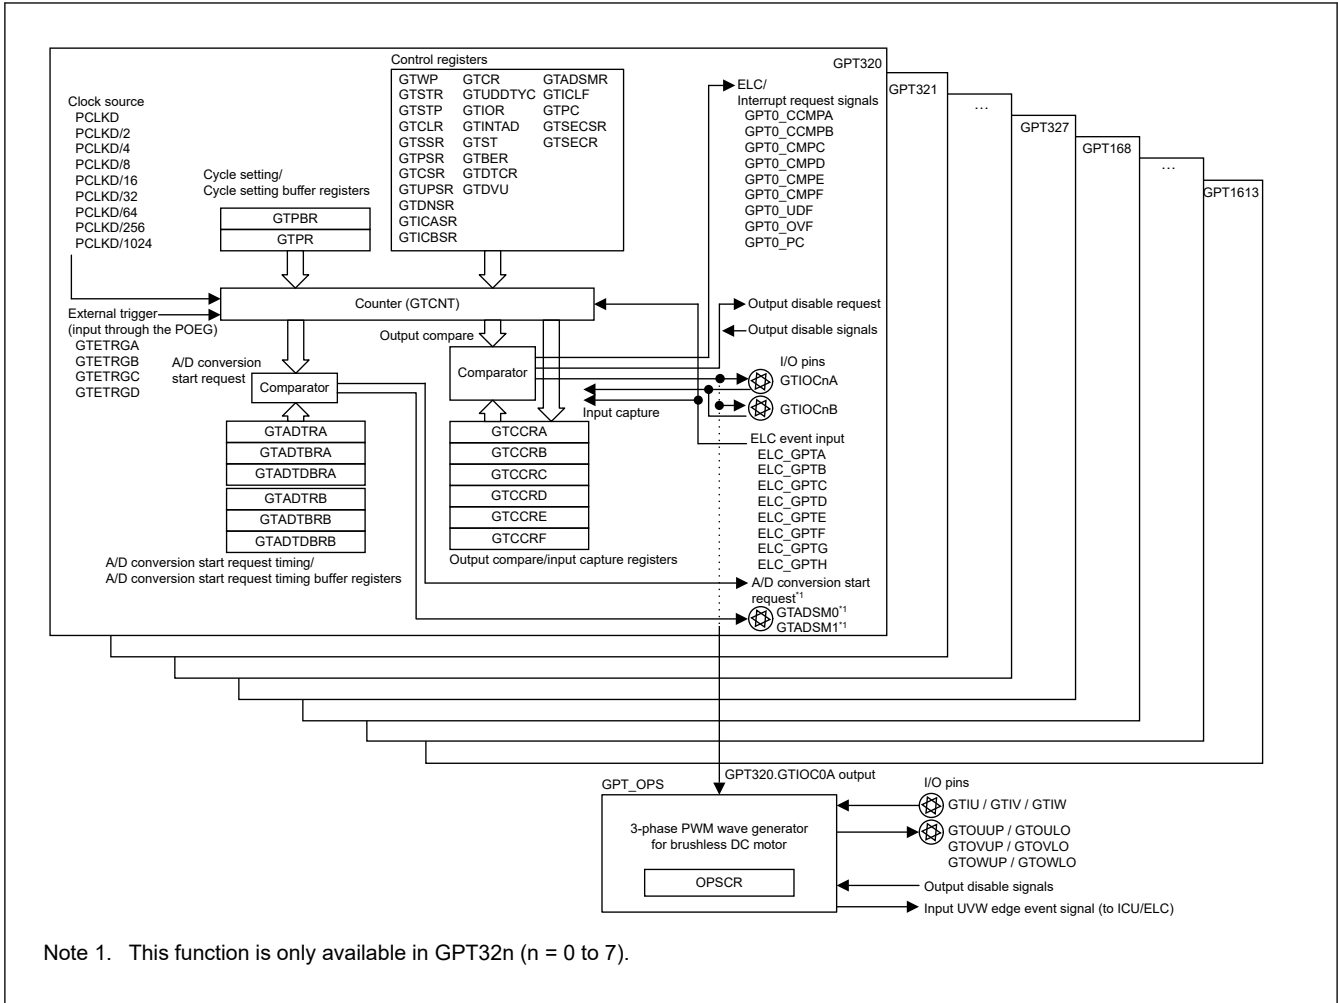 GPT320
GPT321
…
GPT327
GPT168
…
GPT1613
Clock source
PCLKD
PCLKD/2
PCLKD/4
PCLKD/8
PCLKD/16
PCLKD/32
PCLKD/64
PCLKD/256
PCLKD/1024
Cycle setting/
Cycle setting buffer registers
GTPBR
GTPR
Control registers
GTWP GTCR GTADSMR
GTSTR GTUDDTYC GTICLF
GTSTP GTIOR GTPC
GTCLR GTINTAD GTSECSR
GTSSR GTST GTSECR
GTPSR GTBER
GTCSR GTDTCR
GTUPSR GTDVU
GTDNSR
GTICASR
GTICBSR
ELC/
Interrupt request signals
GPT0_CCMPA
GPT0_CCMPB
GPT0_CMPC
GPT0_CMPD
GPT0_CMPE
GPT0_CMPF
GPT0_UDF
GPT0_OVF
GPT0_PC
Counter (GTCNT)
External trigger
(input through the POEG)
GTETRGA
GTETRGB
GTETRGC
GTETRGD
A/D conversion
start request
Comparator
Output compare
Comparator
Output disable request
Output disable signals
I/O pins
GTIOCnA
GTIOCnB
Input capture
GTADTRA
GTADTBRA
GTADTDBRA
GTADTRB
GTADTBRB
GTADTDBRB
A/D conversion start request timing/
A/D conversion start request timing buffer registers
GTCCRA
GTCCRB
GTCCRC
GTCCRD
GTCCRE
GTCCRF
Output compare/input capture registers
ELC event input
ELC_GPTA
ELC_GPTB
ELC_GPTC
ELC_GPTD
ELC_GPTE
ELC_GPTF
ELC_GPTG
ELC_GPTH
A/D conversion start
request*1
GTADSM0*1
GTADSM1*1
GPT320.GTIOC0A output
GPT_OPS
3-phase PWM wave generator
for brushless DC motor
OPSCR
I/O pins
GTIU / GTIV / GTIW
GTOUUP / GTOULO
GTOVUP / GTOVLO
GTOWUP / GTOWLO
Output disable signals
Input UVW edge event signal (to ICU/ELC)
Note 1. This function is only available in GPT32n (n = 0 to 7).